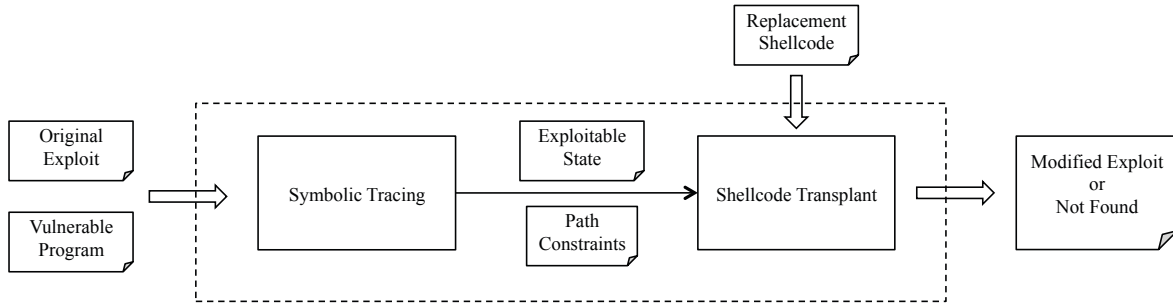 Replacement
Shellcode
Original
Exploit
Vulnerable
Program
Symbolic Tracing
Exploitable
State
Path
Constraints
Shellcode Transplant
Modified Exploit
or
Not Found